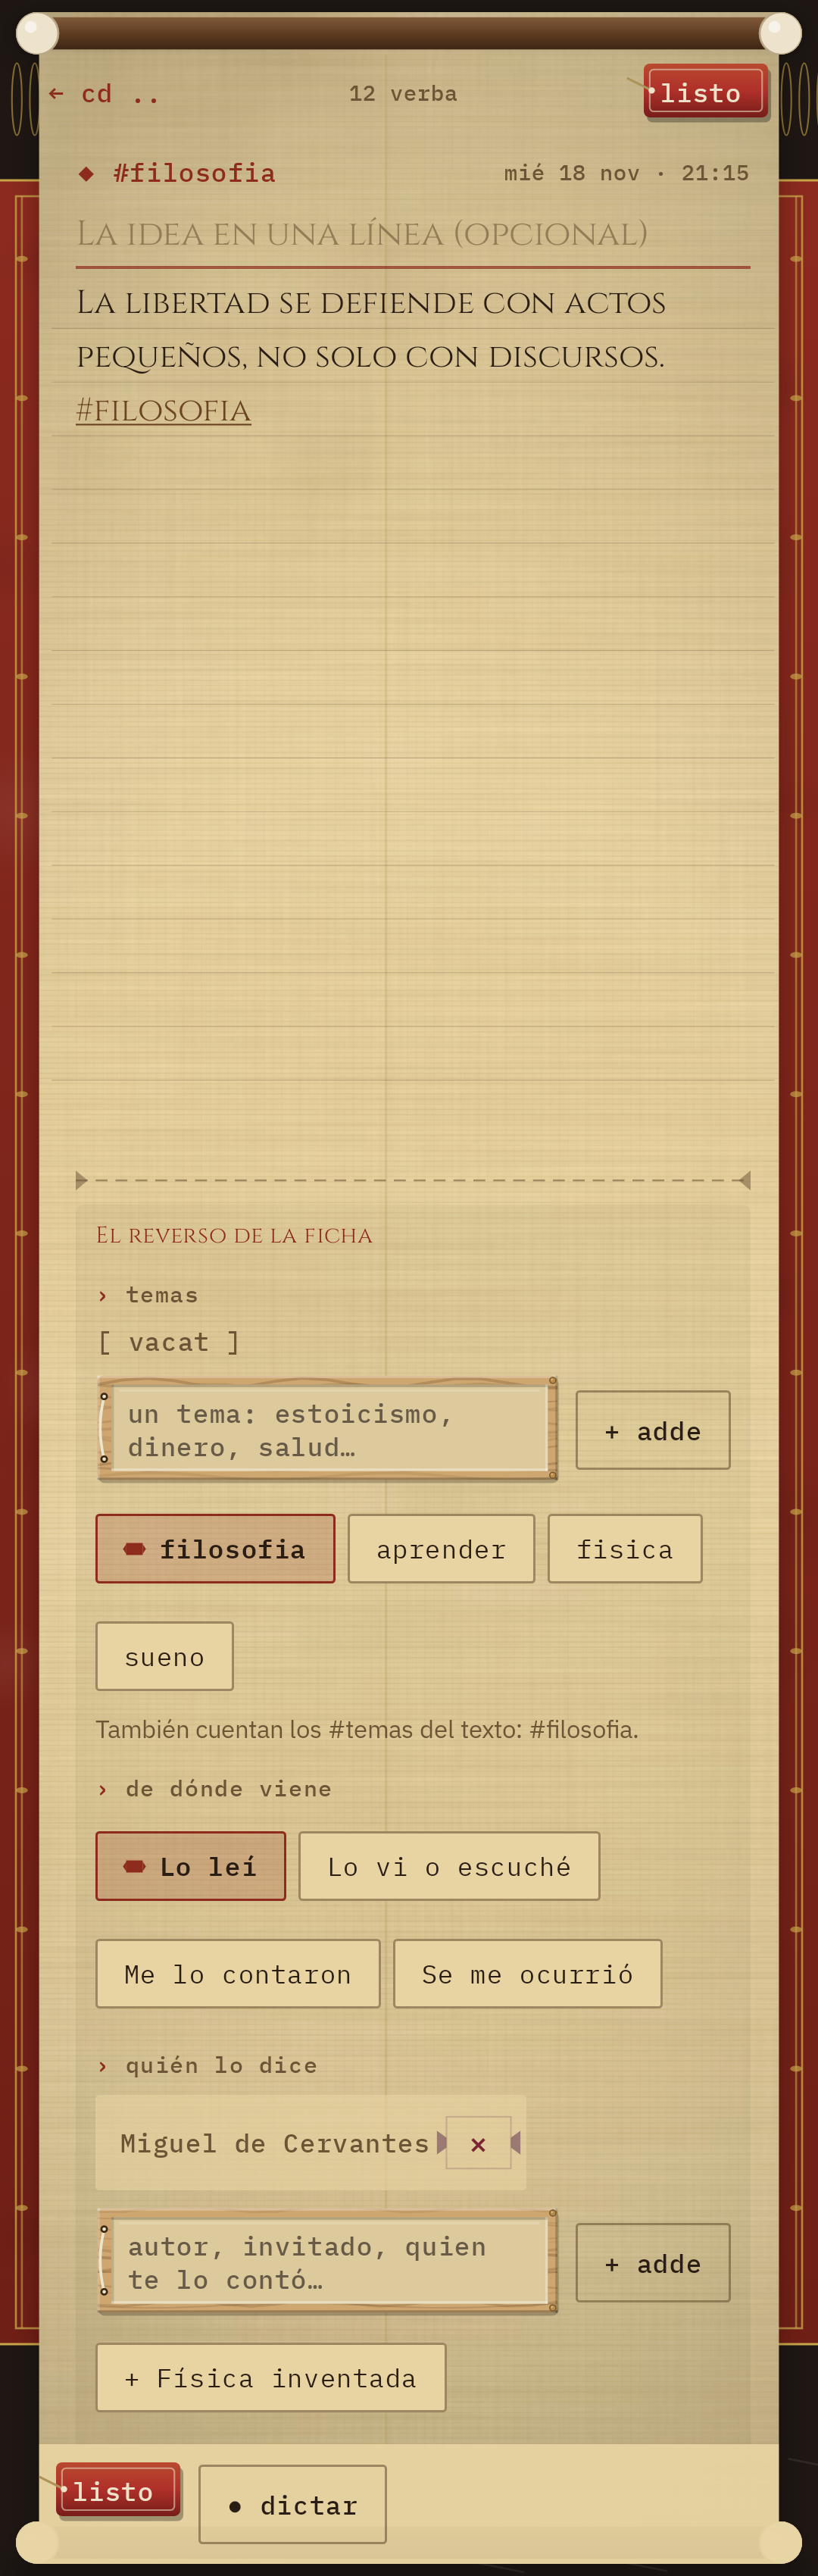 ← cd ..
12 verba
listo
◆ #filosofia
mié 18 nov · 21:15
La idea en una línea (opcional)
La libertad se defiende con actos
pequeños, no solo con discursos.
#filosofia
El reverso de la ficha
› temas
[ vacat ]
un tema: estoicismo,
dinero, salud…
+ adde
filosofia
aprender
fisica
sueno
También cuentan los #temas del texto: #filosofia.
› de dónde viene
Lo leí
Lo vi o escuché
Me lo contaron
Se me ocurrió
› quién lo dice
Miguel de Cervantes
×
autor, invitado, quien
te lo contó…
+ adde
+ Física inventada
listo
• dictar